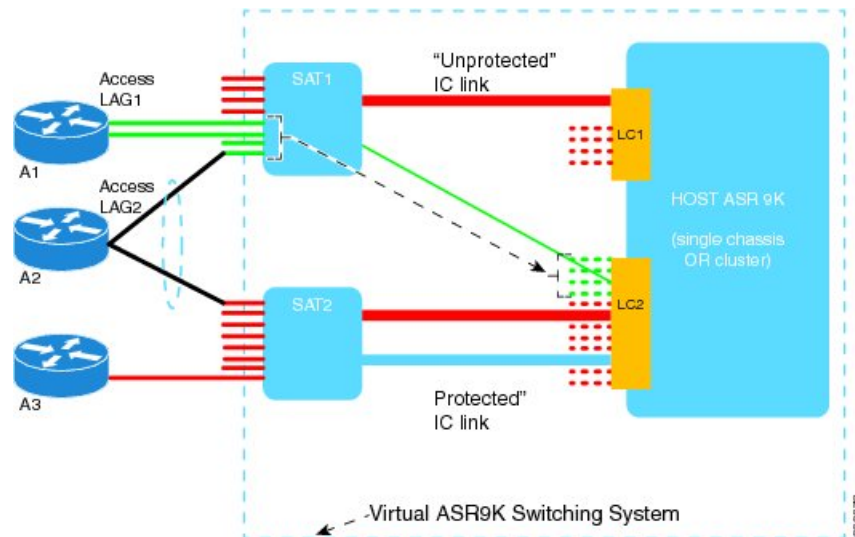 Access
LAG1
A1
Access
LAG2
A2
A3
SAT1
SAT2
“Unprotected”
IC link
Protected”
IC link
LC1
LC2
HOST ASR 9K
(single chassis
OR cluster)
Virtual ASR9K Switching System